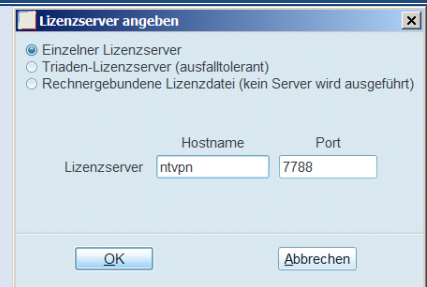 Lizenzserver angeben
Einzelner Lizenzserver
Triaden-Lizenzserver (ausfalltolerant)
Rechnergebundene Lizenzdatei (kein Server wird ausgeführt)
Hostname Port
Lizenzserver ntvpn 7788
OK Abbrechen